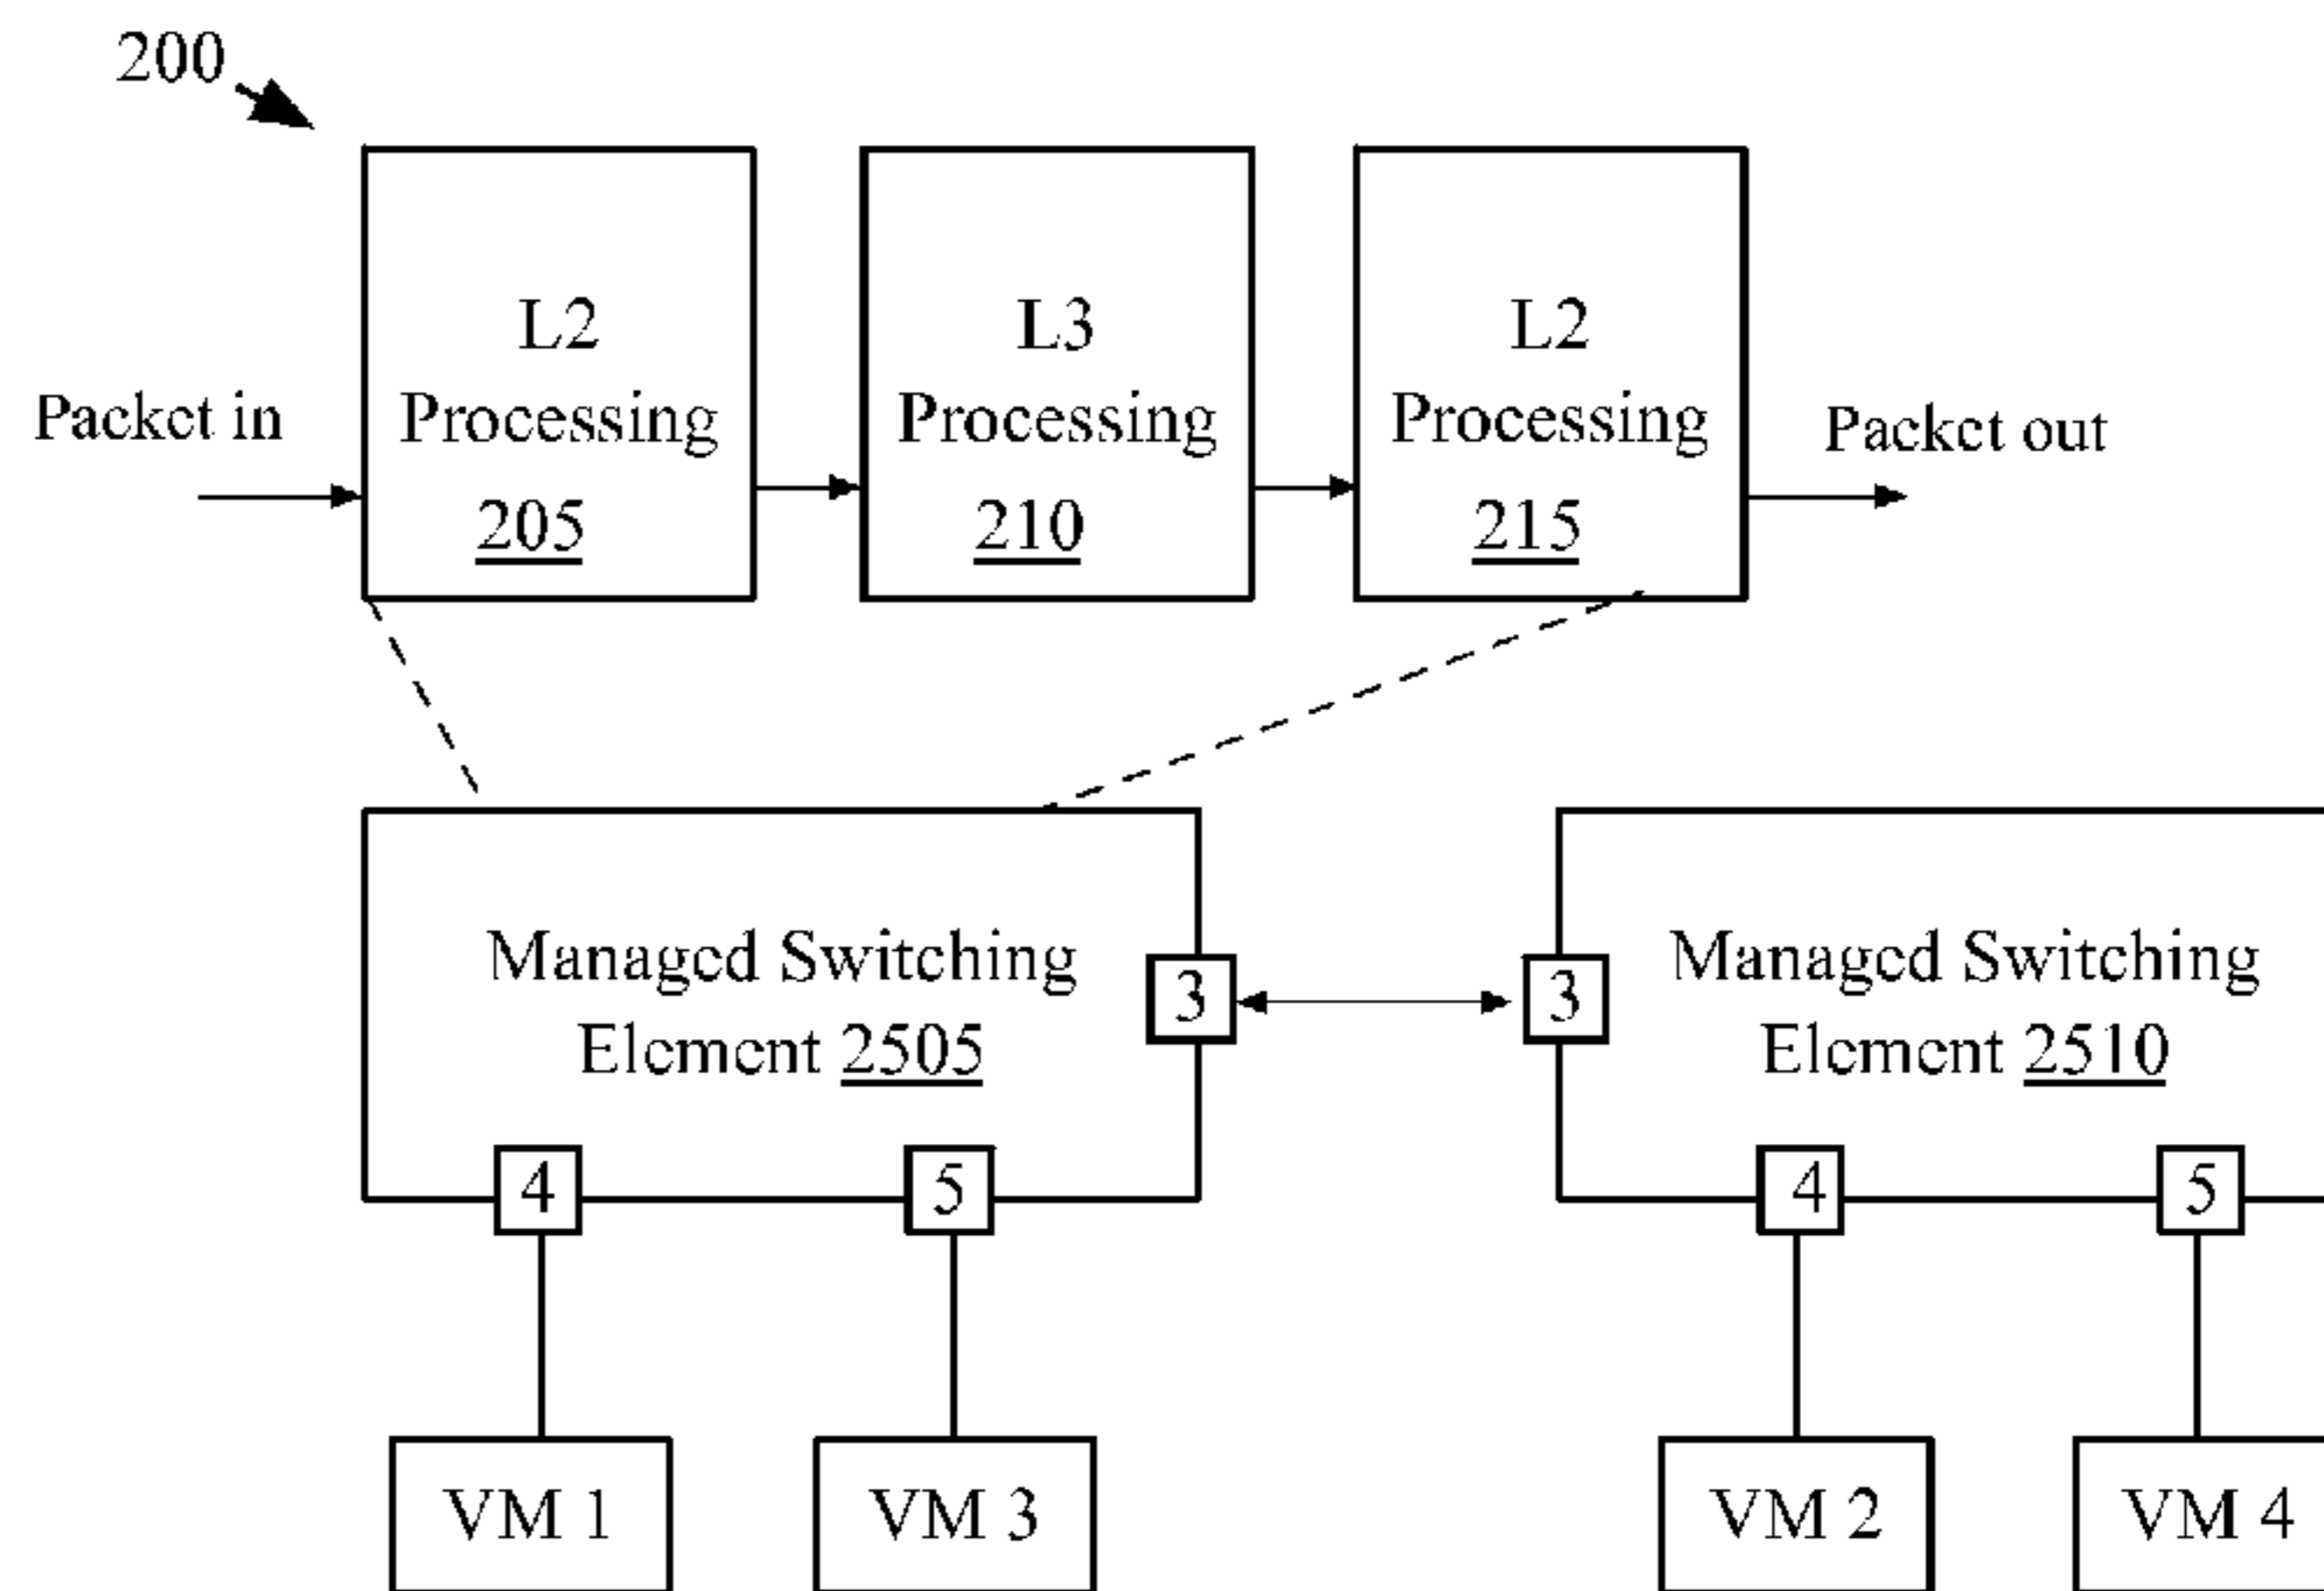 200
L2
Processing
205
L3
Processing
210
L2
Processing
215
Packet in
Packet out
Managed Switching
Element 2505
3
3
Managed Switching
Element 2510
4
5
4
5
VM 1
VM 3
VM 2
VM 4